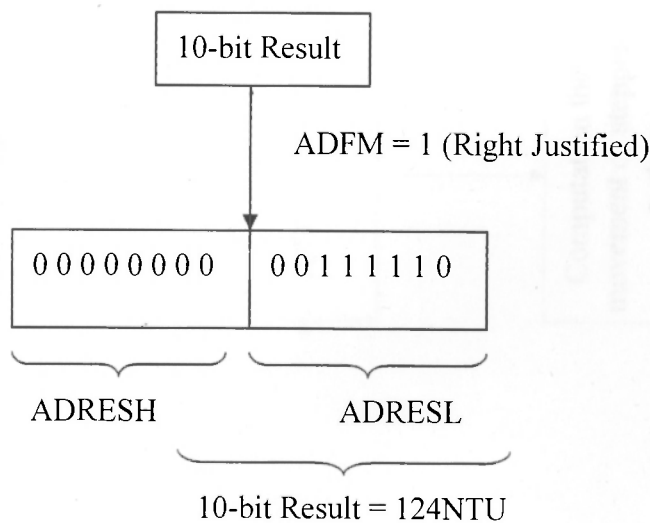 10-bit Result
ADFM = 1 (Right Justified)
0 0 0 0 0 0 0 0 0 0 1 1 1 1 1 0
ADRESH ADRESL
10-bit Result = 124NTU